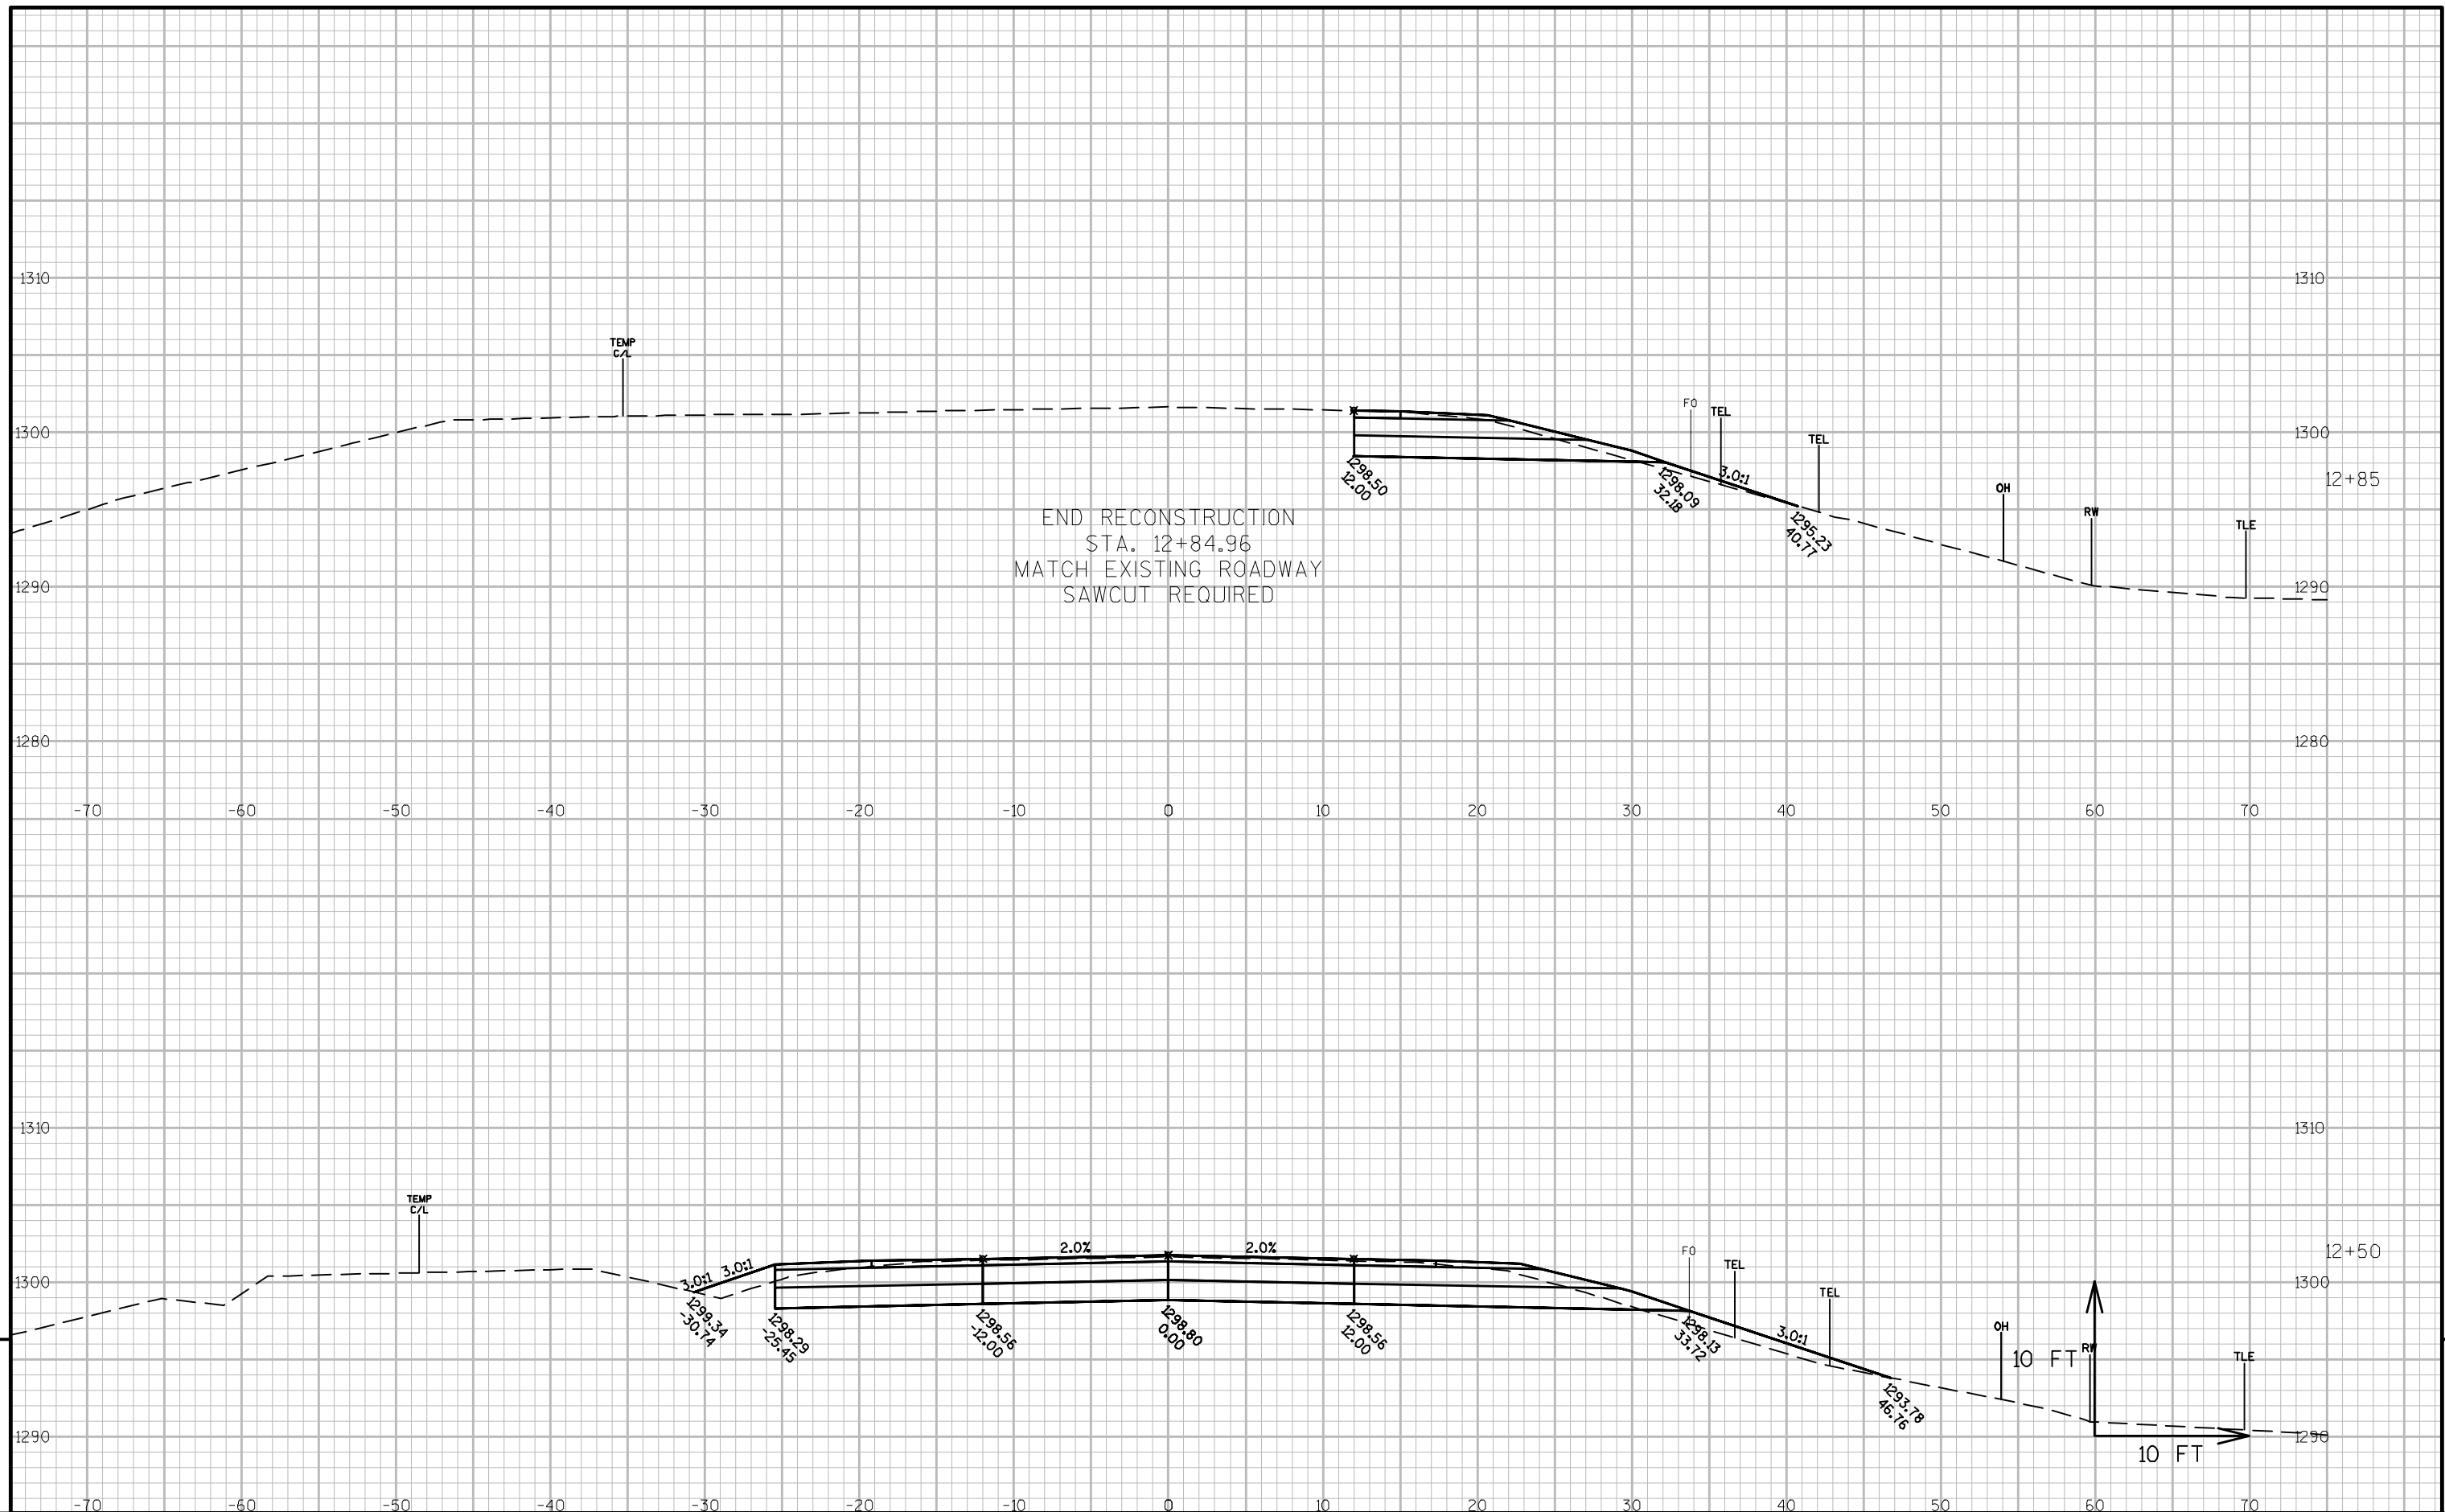 1310 1310
TEMP
C/L
FO
TEL
TEL
1300 1300
12+85
3.0:1
1298.50
12.00
1298.09
32.18
1295.23
40.77
OH
RW
TLE
END RECONSTRUCTION
STA. 12+84.96
MATCH EXISTING ROADWAY
SAWCUT REQUIRED
1290 1290
1280 1280
-70 -60 -50 -40 -30 -20 -10 0 10 20 30 40 50 60 70
1310 1310
TEMP
C/L
2.0% 2.0%
FO
TEL
TEL
12+50
1300 1300
3.0:1 3.0:1
1299.34
-30.74
1298.29
-25.45
1298.56
-12.00
1298.80
0.00
1298.56
12.00
1298.13
33.72
3.0:1
1293.78
46.76
OH
RW
TLE
10 FT
10 FT
1290 1290
-70 -60 -50 -40 -30 -20 -10 0 10 20 30 40 50 60 70